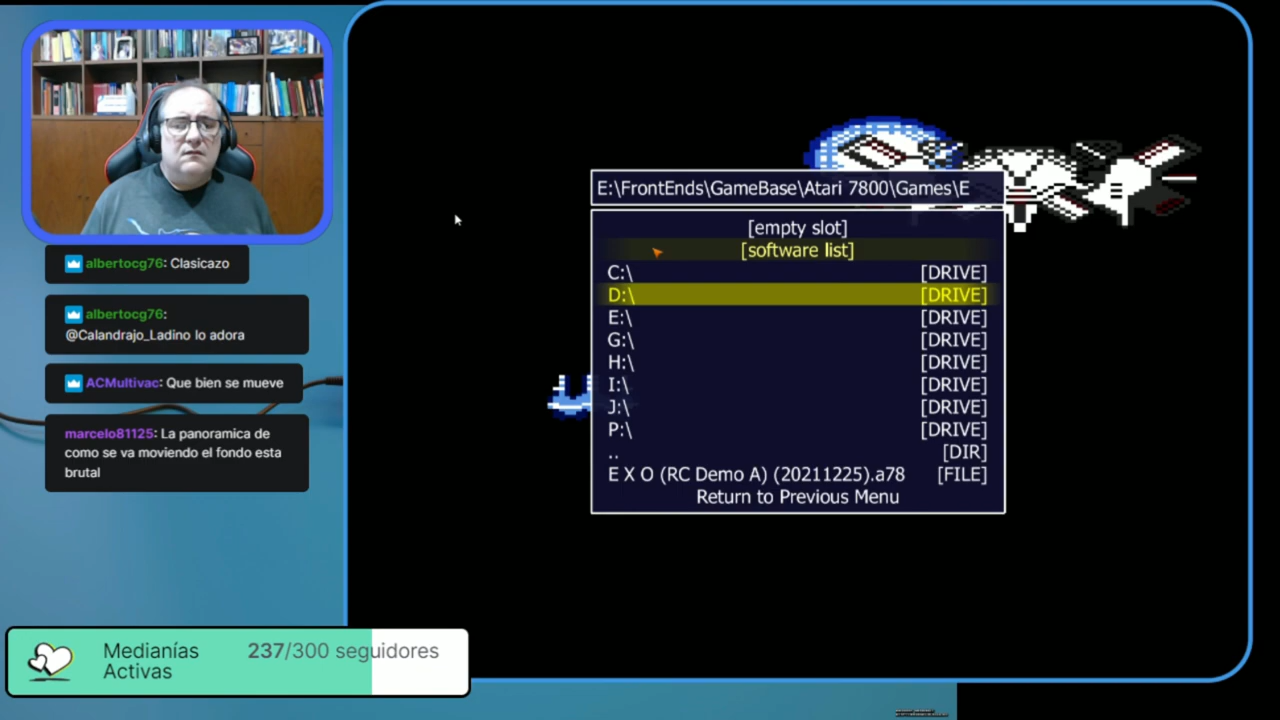 albertocg76: Clasicazo
albertocg76:
@Calandrajo_Ladino lo adora
ACMultivac: Que bien se mueve
marcelo81125: La panoramica de
como se va moviendo el fondo esta
brutal
Medianías
Activas
237/300 seguidores
E:\FrontEnds\GameBase\Atari 7800\Games\E
[empty slot]
[software list]
C:\ [DRIVE]
D:\ [DRIVE]
E:\ [DRIVE]
G:\ [DRIVE]
H:\ [DRIVE]
I:\ [DRIVE]
J:\ [DRIVE]
P:\ [DRIVE]
.. [DIR]
E X O (RC Demo A) (20211225).a78 [FILE]
Return to Previous Menu